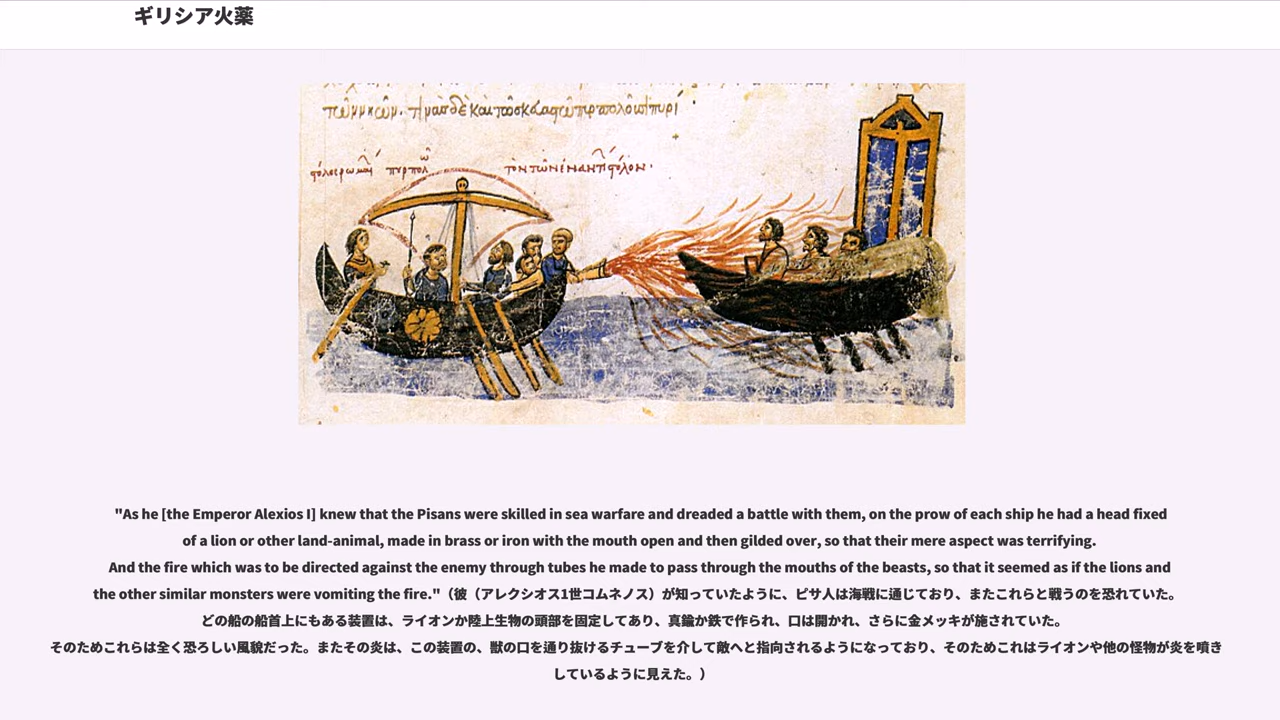 ギリシア火薬
"As he [the Emperor Alexios I] knew that the Pisans were skilled in sea warfare and dreaded a battle with them, on the prow of each ship he had a head fixed
of a lion or other land-animal, made in brass or iron with the mouth open and then gilded over, so that their mere aspect was terrifying.
And the fire which was to be directed against the enemy through tubes he made to pass through the mouths of the beasts, so that it seemed as if the lions and
the other similar monsters were vomiting the fire."（彼（アレクシオス1世コムネノス）が知っていたように、ピサ人は海戦に通じており、またこれらと戦うのを恐れていた。
どの船の船首上にもある装置は、ライオンか陸上生物の頭部を固定してあり、真鍮か鉄で作られ、口は開かれ、さらに金メッキが施されていた。
そのためこれらは全く恐ろしい風貌だった。またその炎は、この装置の、獣の口を通り抜けるチューブを介して敵へと指向されるようになっており、そのためこれはライオンや他の怪物が炎を噴き
しているように見えた。）